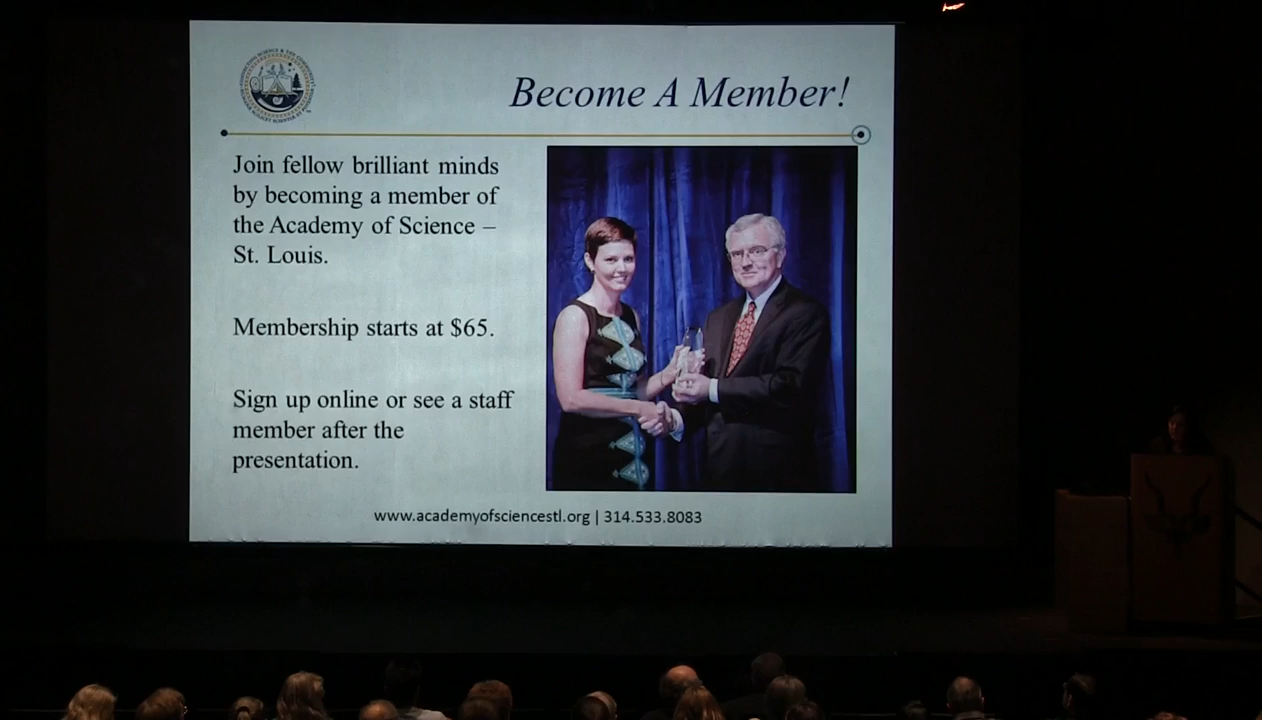 Become A Member!
Join fellow brilliant minds
by becoming a member of
the Academy of Science –
St. Louis.
Membership starts at $65.
Sign up online or see a staff
member after the
presentation.
www.academyofsciencestl.org | 314.533.8083